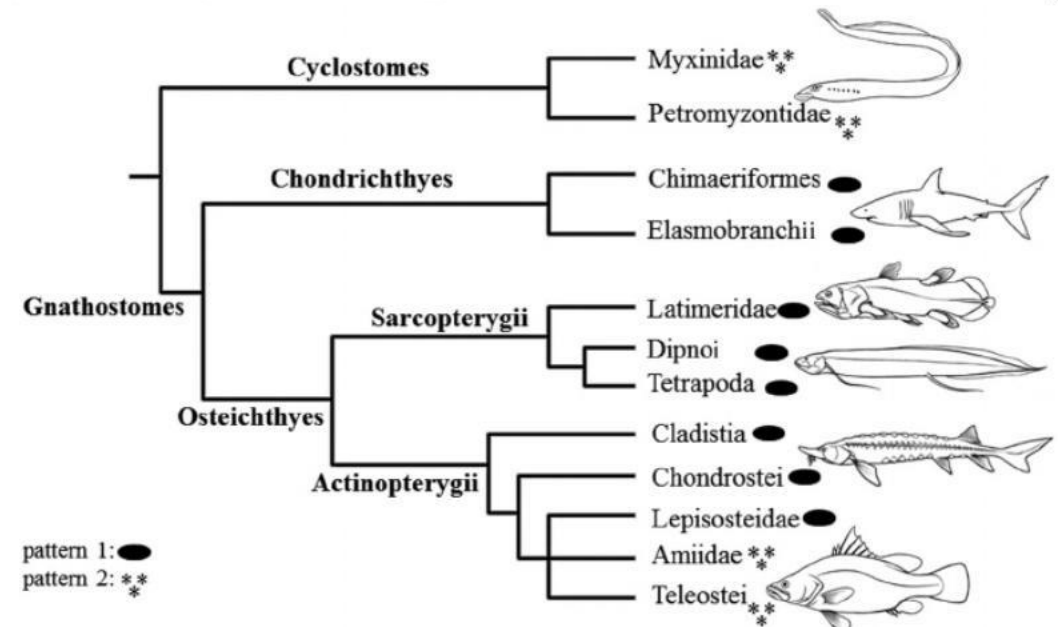 Cyclostomes
Myxinidae
Petromyzontidae
Chondrichthyes
Chimaeriformes
Elasmobranchii
Gnathostomes
Sarcopterygii
Latimeridae
Dipnoi
Tetrapoda
Osteichthyes
Cladistia
Actinopterygii
Chondrostei
Lepisosteidae
Amiidae
Teleostei
pattern 1:
pattern 2: